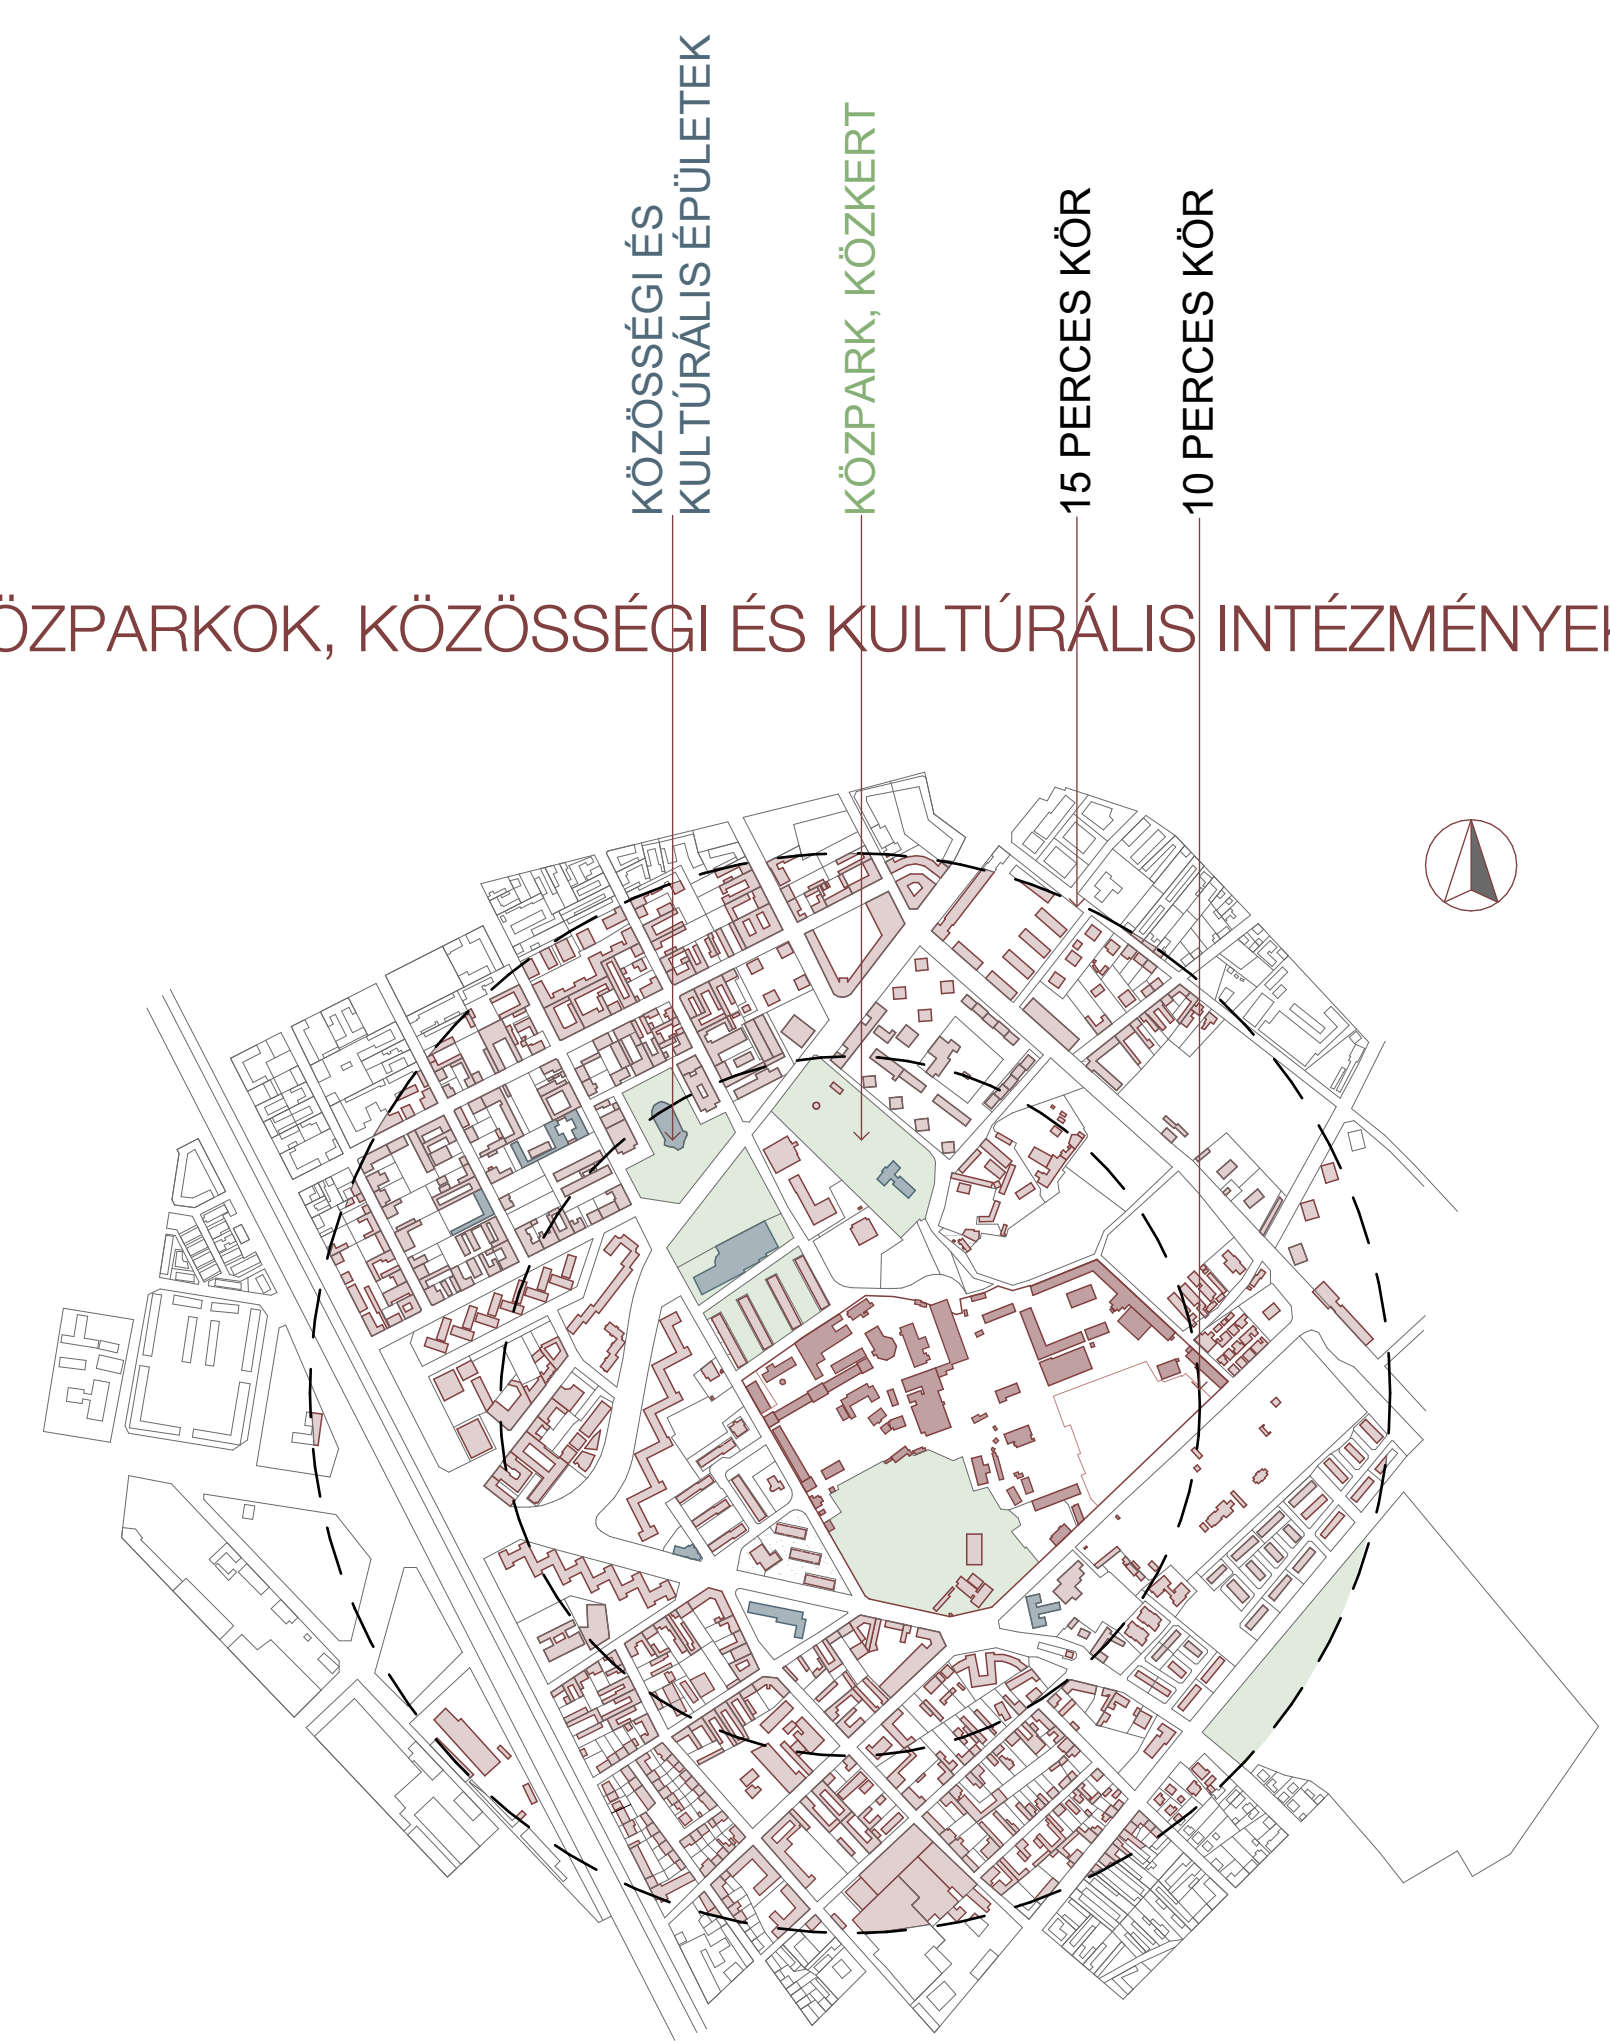 KÖZÖSSÉGI ÉS
KULTÚRÁLIS ÉPÜLETEK
KÖZPARK, KÖZKERT
15 PERCES KÖR
10 PERCES KÖR
ÖZPARKOK, KÖZÖSSÉGI ÉS KULTÚRÁLIS INTÉZMÉNYEK